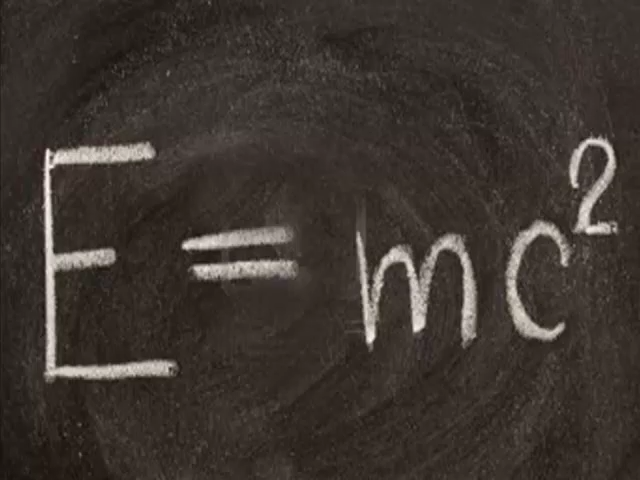 E = mc²